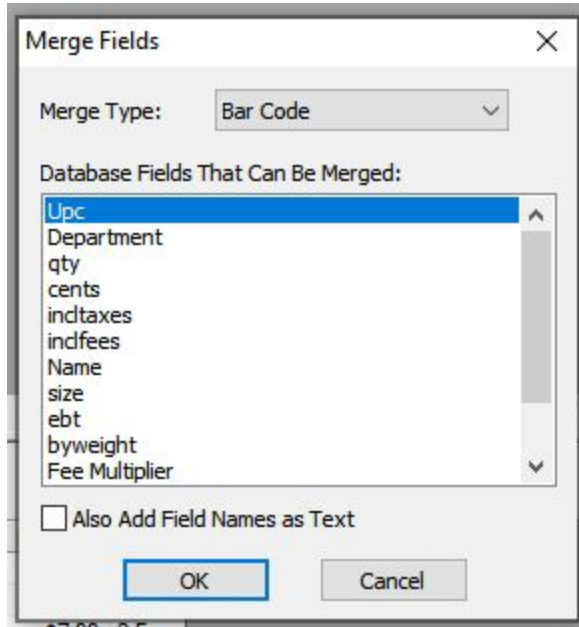 Merge Fields
Merge Type: Bar Code
Database Fields That Can Be Merged:
Upc
Department
qty
cents
incltaxes
inclfees
Name
size
ebt
byweight
Fee Multiplier
Also Add Field Names as Text
OK Cancel